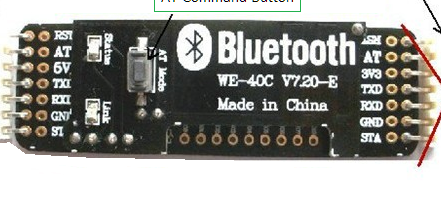 AT Command Button
RST
AT
5V
TXD
RXD
GND
ST
Status
Link
AT Mode
Bluetooth
WE-40C V7.20-E
Made in China
ASH
AT
3V3
TXD
RXD
GND
STA